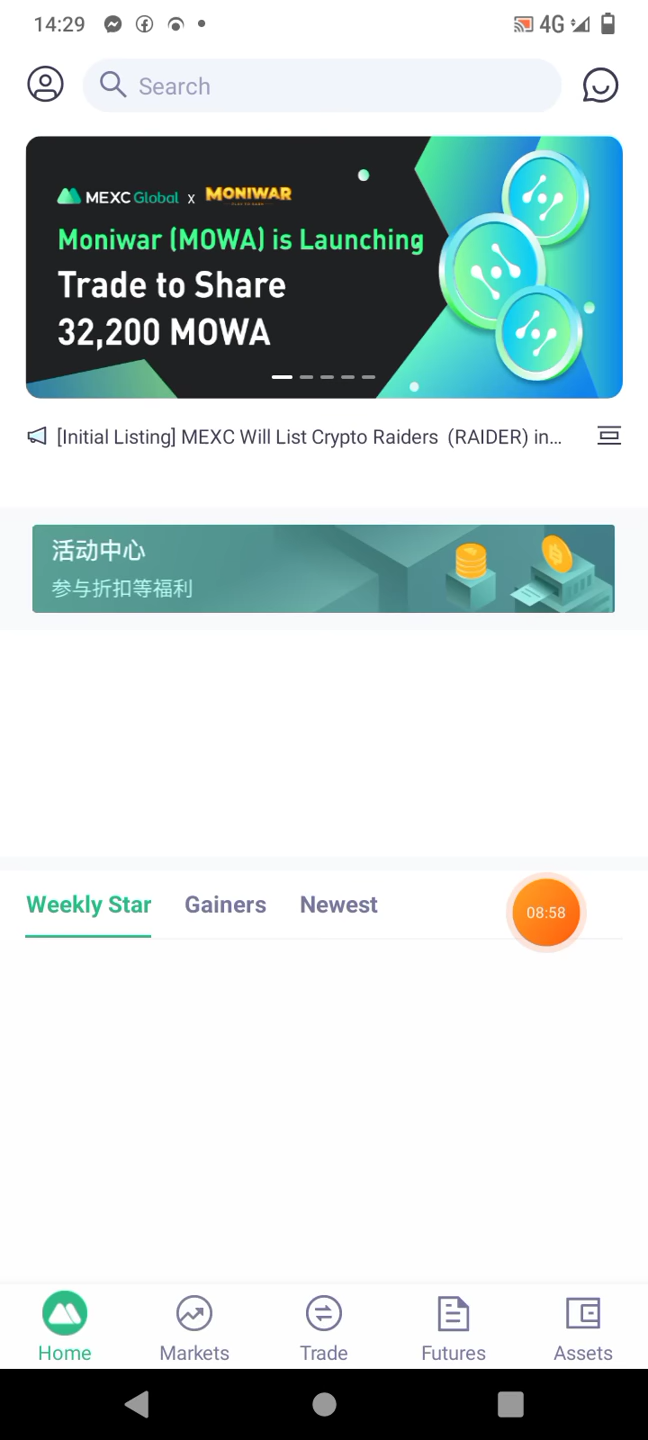 14:29
4G
Search
MEXC Global x MONIWAR
Moniwar (MOWA) is Launching
Trade to Share
32,200 MOWA
[Initial Listing] MEXC Will List Crypto Raiders (RAIDER) in...
活动中心
参与折扣等福利
Weekly Star Gainers Newest
08:58
Home Markets Trade Futures Assets